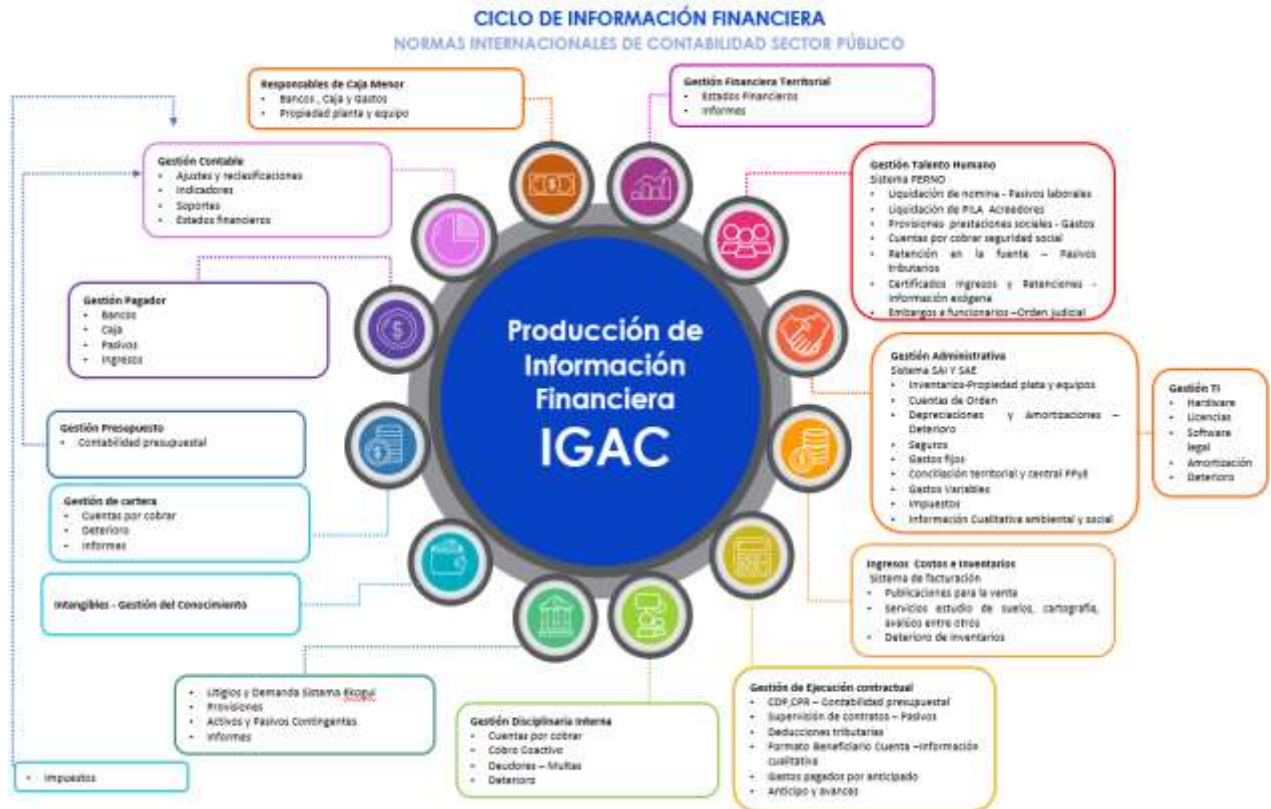 CICLO DE INFORMACIÓN FINANCIERA
NORMAS INTERNACIONALES DE CONTABILIDAD SECTOR PÚBLICO
Responsables de Caja Menor
• Bancos , Caja y Gastos
• Propiedad planta y equipo
Gestión Financiera Territorial
• Estados Financieros
• Informes
Gestión Contable
• Ajustes y reclasificaciones
• Indicadores
• Soportes
• Estados financieros
Gestión Talento Humano
Sistema PERNO
• Liquidación de nomina - Pasivos laborales
• Liquidación de PILA Acreedores
• Provisiones prestaciones sociales - Gastos
• Cuentas por cobrar seguridad social
• Retención en la fuente – Pasivos
tributarios
• Certificados Ingresos y Retenciones -
Información exógena
• Embargos a funcionarios –Orden judicial
Gestión Pagador
• Bancos
• Caja
• Pasivos
• Ingresos
Producción de
Información
Financiera
IGAC
Gestión Administrativa
Sistema SAI Y SAE
• Inventarios-Propiedad plata y equipos
• Cuentas de Orden
• Depreciaciones y Amortizaciones –
Deterioro
• Seguros
• Gastos fijos
• Conciliación territorial y central PPyE
• Gastos Variables
• Impuestos
• Información Cualitativa ambiental y social
Gestión TI
• Hardware
• Licencias
• Software
legal
• Amortización
• Deterioro
Gestión Presupuesto
• Contabilidad presupuestal
Gestión de cartera
• Cuentas por cobrar
• Deterioro
• Informes
Ingresos Costos e Inventarios
Sistema de facturación
• Publicaciones para la venta
• Servicios estudio de suelos, cartografía,
avalúos entre otros
• Deterioro de inventarios
Intangibles - Gestión del Conocimiento
• Litigios y Demanda Sistema Ekogui
• Provisiones
• Activos y Pasivos Contingentes
• Informes
Gestión Disciplinaria Interna
• Cuentas por cobrar
• Cobro Coactivo
• Deudores – Multas
• Deterioro
Gestión de Ejecución contractual
• CDP,CPR – Contabilidad presupuestal
• Supervisión de contratos – Pasivos
• Deducciones tributarias
• Formato Beneficiario Cuenta –Información
cualitativa
• Gastos pagados por anticipado
• Anticipo y avances
• Impuestos